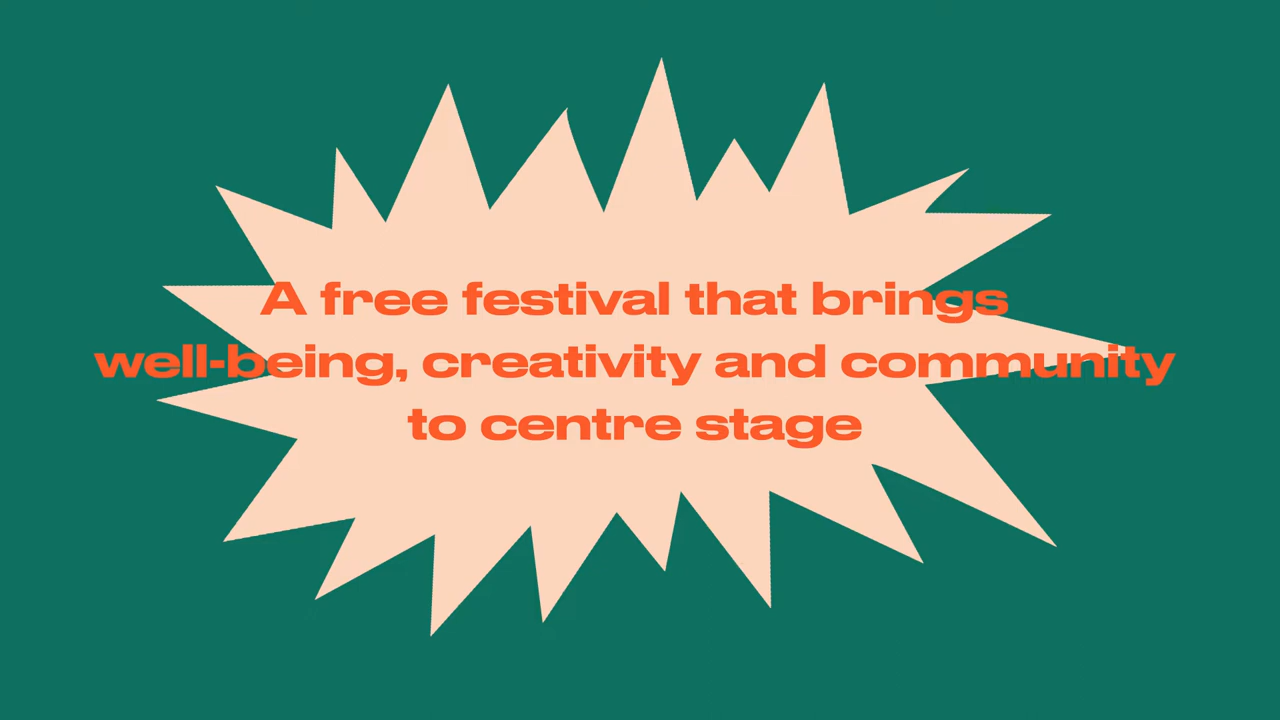 A free festival that brings
well-being, creativity and community
to centre stage